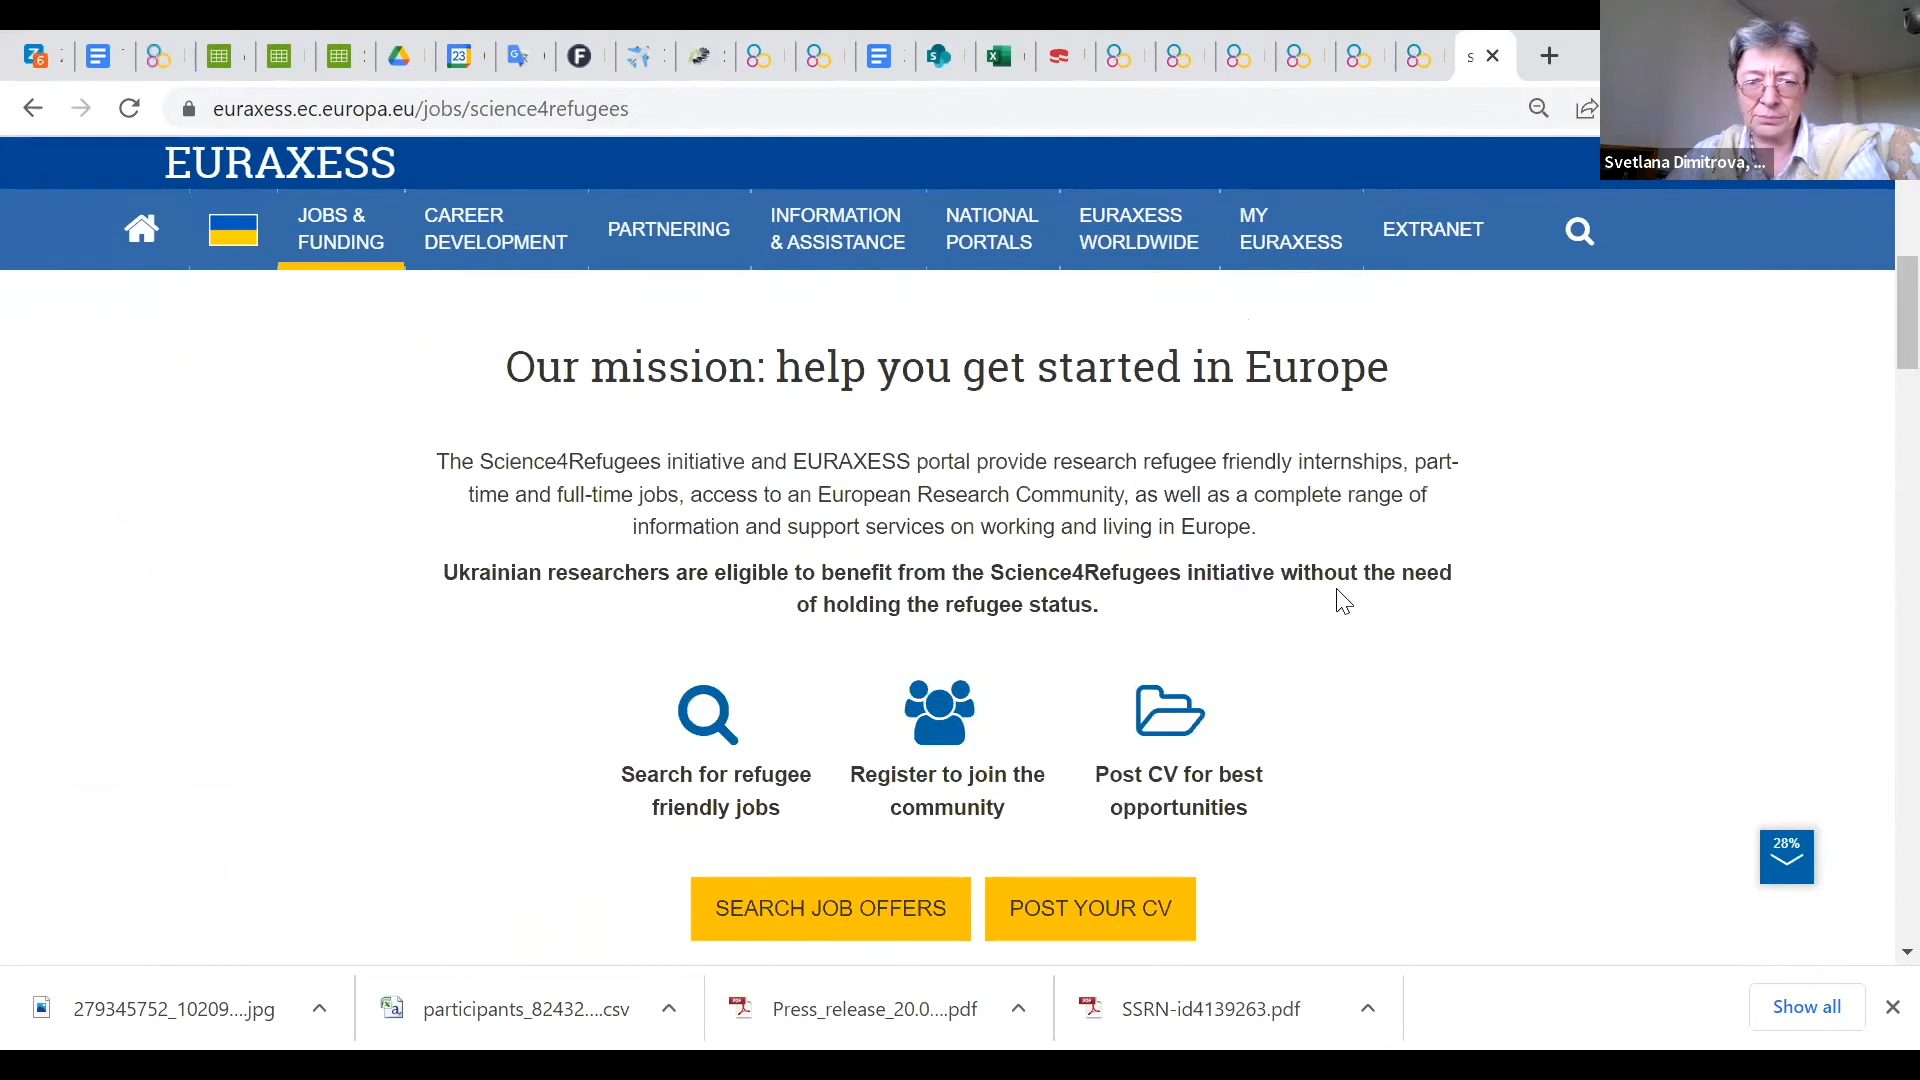 6
23
S
euraxess.ec.europa.eu/jobs/science4refugees
Svetlana Dimitrova, ...
EURAXESS
JOBS &
FUNDING
CAREER
DEVELOPMENT
PARTNERING
INFORMATION
& ASSISTANCE
NATIONAL
PORTALS
EURAXESS
WORLDWIDE
MY
EURAXESS
EXTRANET
Our mission: help you get started in Europe
The Science4Refugees initiative and EURAXESS portal provide research refugee friendly internships, part-
time and full-time jobs, access to an European Research Community, as well as a complete range of
information and support services on working and living in Europe.
Ukrainian researchers are eligible to benefit from the Science4Refugees initiative without the need
of holding the refugee status.
Search for refugee
friendly jobs
Register to join the
community
Post CV for best
opportunities
28%
SEARCH JOB OFFERS
POST YOUR CV
279345752_10209....jpg
participants_82432....csv
Press_release_20.0....pdf
SSRN-id4139263.pdf
Show all